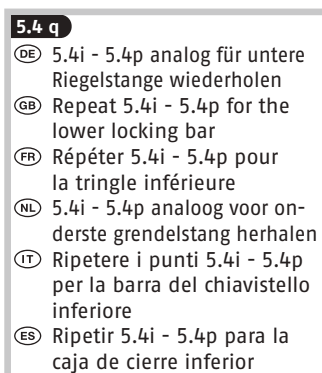 5.4 q
DE 5.4i - 5.4p analog für untere
Riegelstange wiederholen
GB Repeat 5.4i - 5.4p for the
lower locking bar
FR Répéter 5.4i - 5.4p pour
la tringle inférieure
NL 5.4i - 5.4p analoog voor on-
derste grendelstang herhalen
IT Ripetere i punti 5.4i - 5.4p
per la barra del chiavistello
inferiore
ES Ripetir 5.4i - 5.4p para la
caja de cierre inferior